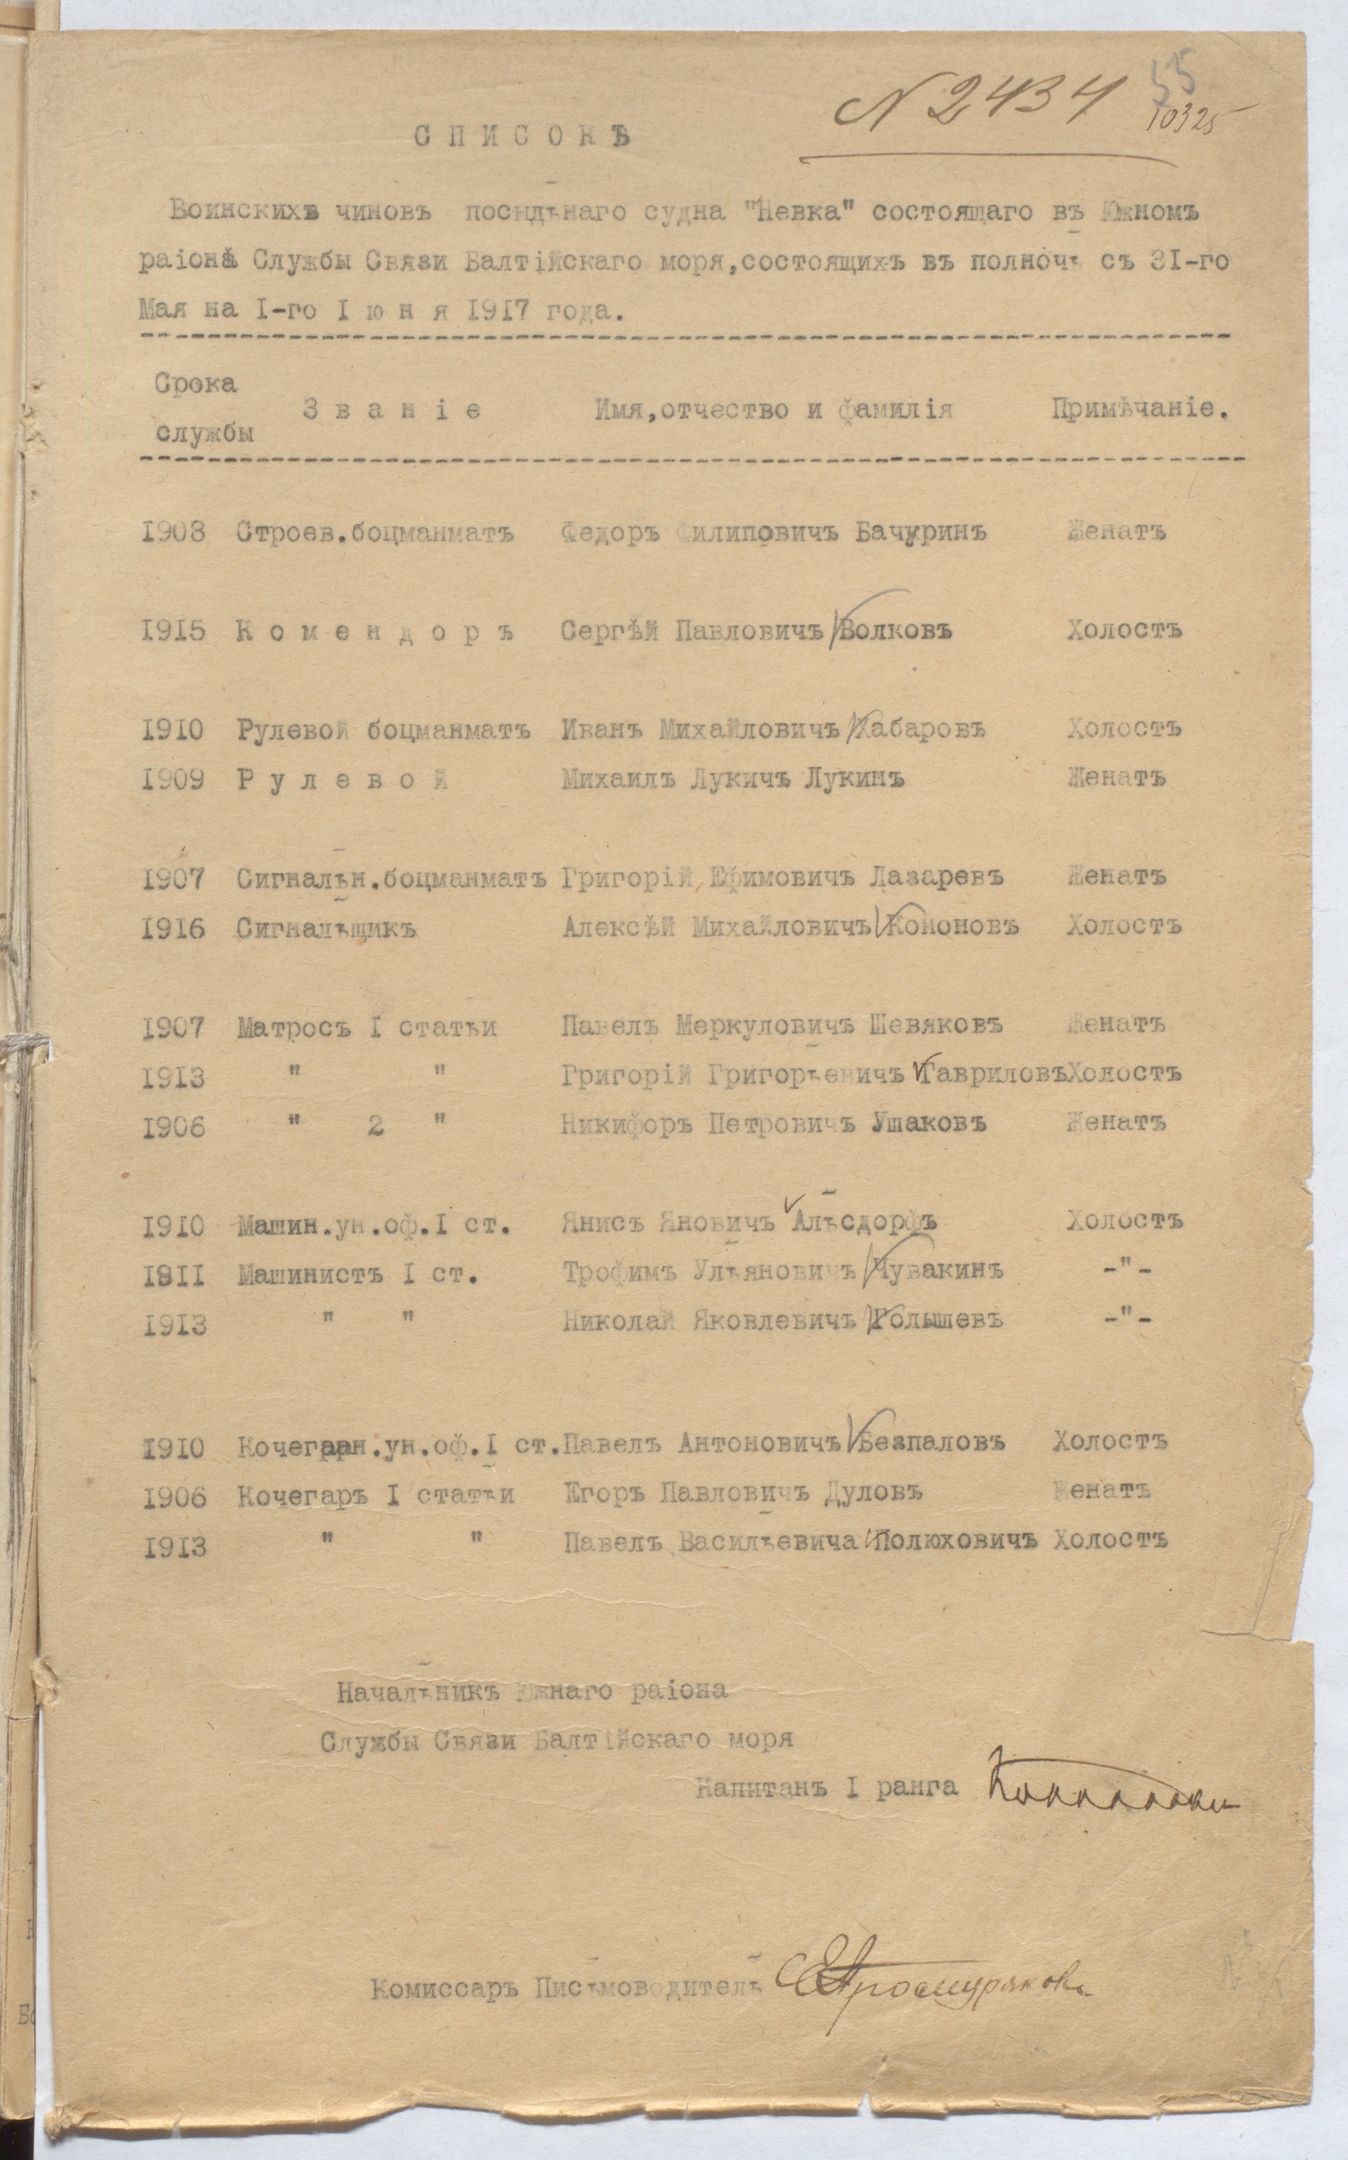 N 2434
55
10325
СПИСОКЪ
Воинскихъ чиновъ посыльнаго судна "Невка" состоящаго въ Южномъ
раіонѣ Службы Связи Балтійскаго моря,состоящихъ въ полночь съ 31-го
Мая на I-го Іюня 1917 года.
Срока службы Званіе Имя,отчество и фамилія Примѣчаніе.
1908 Строев.боцманматъ Федоръ Филиповичъ Бачуринъ Женатъ
1915 Комендоръ Сергѣй Павловичъ Волковъ Холостъ
1910 Рулевой боцманматъ Иванъ Михайловичъ Хабаровъ Холостъ
1909 Рулевой Михаилъ Лукичъ Лукинъ Женатъ
1907 Сигнальн.боцманматъ Григорій Ефимовичъ Лазаревъ Женатъ
1916 Сигнальщикъ Алексѣй Михайловичъ Кононовъ Холостъ
1907 Матросъ I статьи Павелъ Меркуловичъ Шевяковъ Женатъ
1913 " " Григорій Григорьевичъ Гавриловъ Холостъ
1906 " 2 " Никифоръ Петровичъ Ушаковъ Женатъ
1910 Машин.ун.оф.I ст. Янисъ Яновичъ Альсдорфъ Холостъ
1911 Машинистъ I ст. Трофимъ Ульяновичъ Чувакинъ -"-
1913 " " Николай Яковлевичъ Голышевъ -"-
1910 Кочегарн.ун.оф.I ст. Павелъ Антоновичъ Безпаловъ Холостъ
1906 Кочегаръ I статьи Егоръ Павловичъ Дуловъ Женатъ
1913 " " Павелъ Васильевича Полюховичъ Холостъ
Начальникъ Южнаго раіона
Службы Связи Балтійскаго моря
Капитанъ I ранга
Комиссаръ Письмоводитель